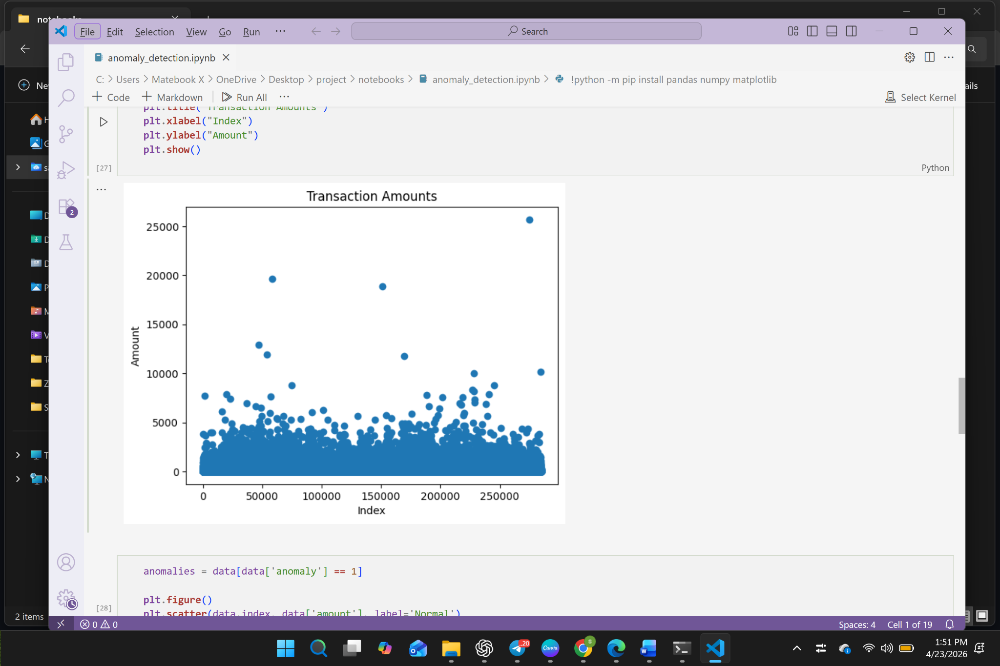 File Edit Selection View Go Run ··· Search
anomaly_detection.ipynb
C: > Users > Matebook X > OneDrive > Desktop > project > notebooks > anomaly_detection.ipynb > !python -m pip install pandas numpy matplotlib
Code Markdown Run All ··· Select Kernel
plt.title("Transaction Amounts")
plt.xlabel("Index")
plt.ylabel("Amount")
plt.show()
[27]
Python
Transaction Amounts
25000
20000
15000
10000
5000
0
Amount
0 50000 100000 150000 200000 250000
Index
anomalies = data[data['anomaly'] == 1]
plt.figure()
[28]
plt.scatter(data.index, data['amount'], label='Normal')
2
2 items
0 0
Spaces: 4 Cell 1 of 19
..20
Canva
1:51 PM
4/23/2026